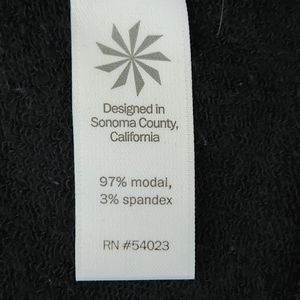 Designed in
Sonoma County,
California
97% modal,
3% spandex
RN #54023